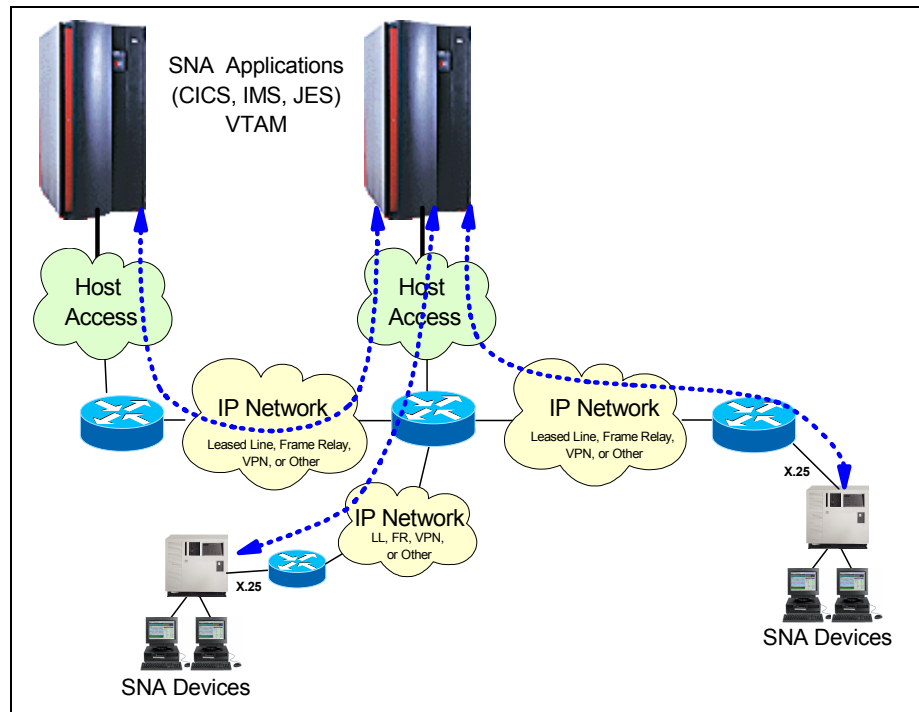 SNA Applications
(CICS, IMS, JES)
VTAM
Host
Access
Host
Access
IP Network
Leased Line, Frame Relay,
VPN, or Other
IP Network
Leased Line, Frame Relay,
VPN, or Other
X.25
IP Network
LL, FR, VPN,
or Other
X.25
SNA Devices
SNA Devices